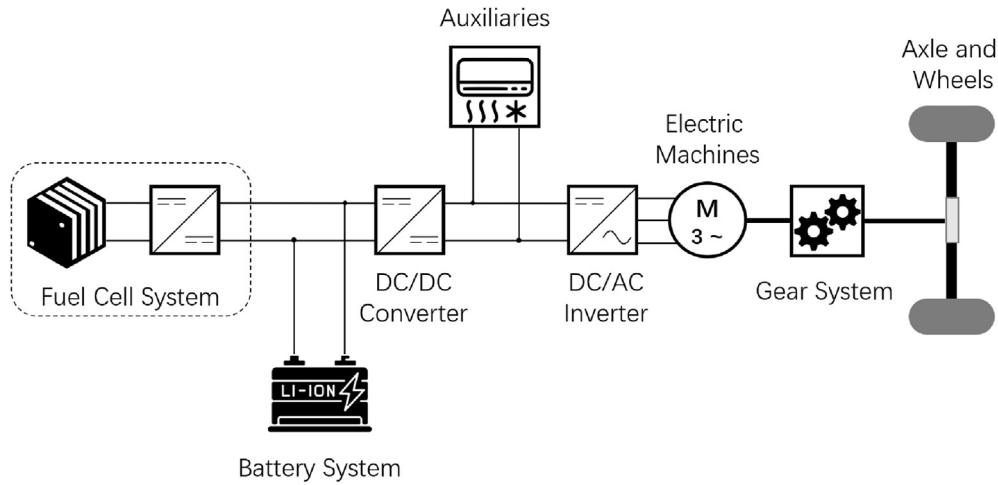 Auxiliaries
Axle and
Wheels
Electric
Machines
M
3 ~
Fuel Cell System
DC/DC
Converter
DC/AC
Inverter
Gear System
LI-ION
Battery System